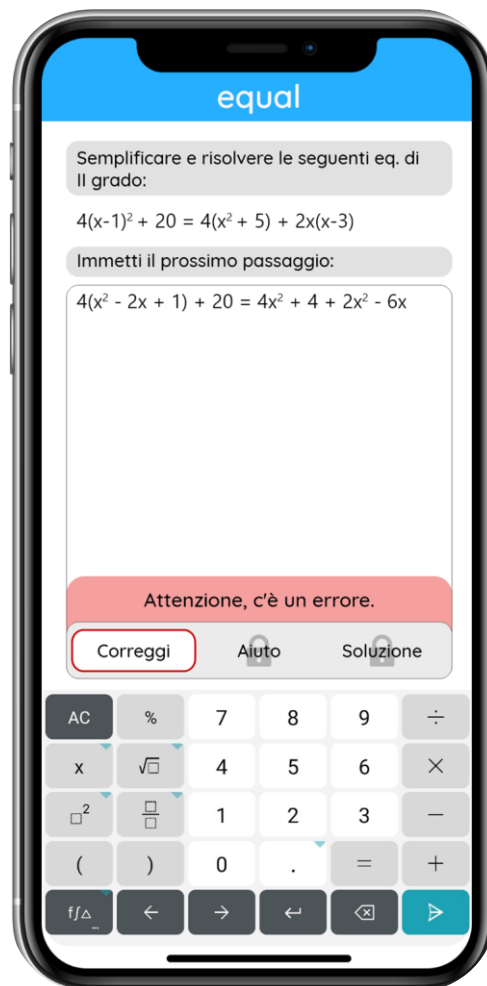 equal
Semplificare e risolvere le seguenti eq. di
II grado:
4(x-1)² + 20 = 4(x² + 5) + 2x(x-3)
Immetti il prossimo passaggio:
4(x² - 2x + 1) + 20 = 4x² + 4 + 2x² - 6x
Attenzione, c'è un errore.
Correggi Aiuto Soluzione
AC % 7 8 9 ÷
x √□ 4 5 6 ×
□² □/□ 1 2 3 −
( ) 0 . = +
f∫△ ... ← → ↵ ⌫